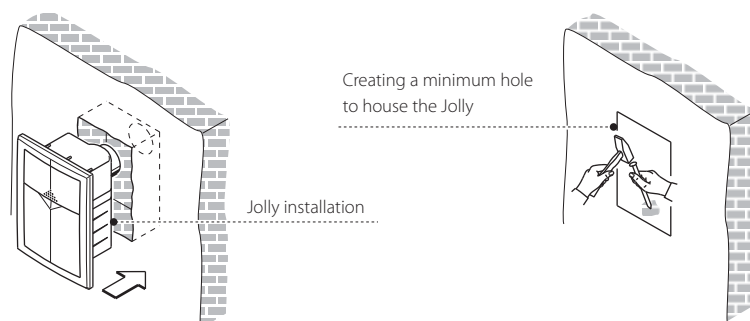 Creating a minimum hole
to house the Jolly
Jolly installation